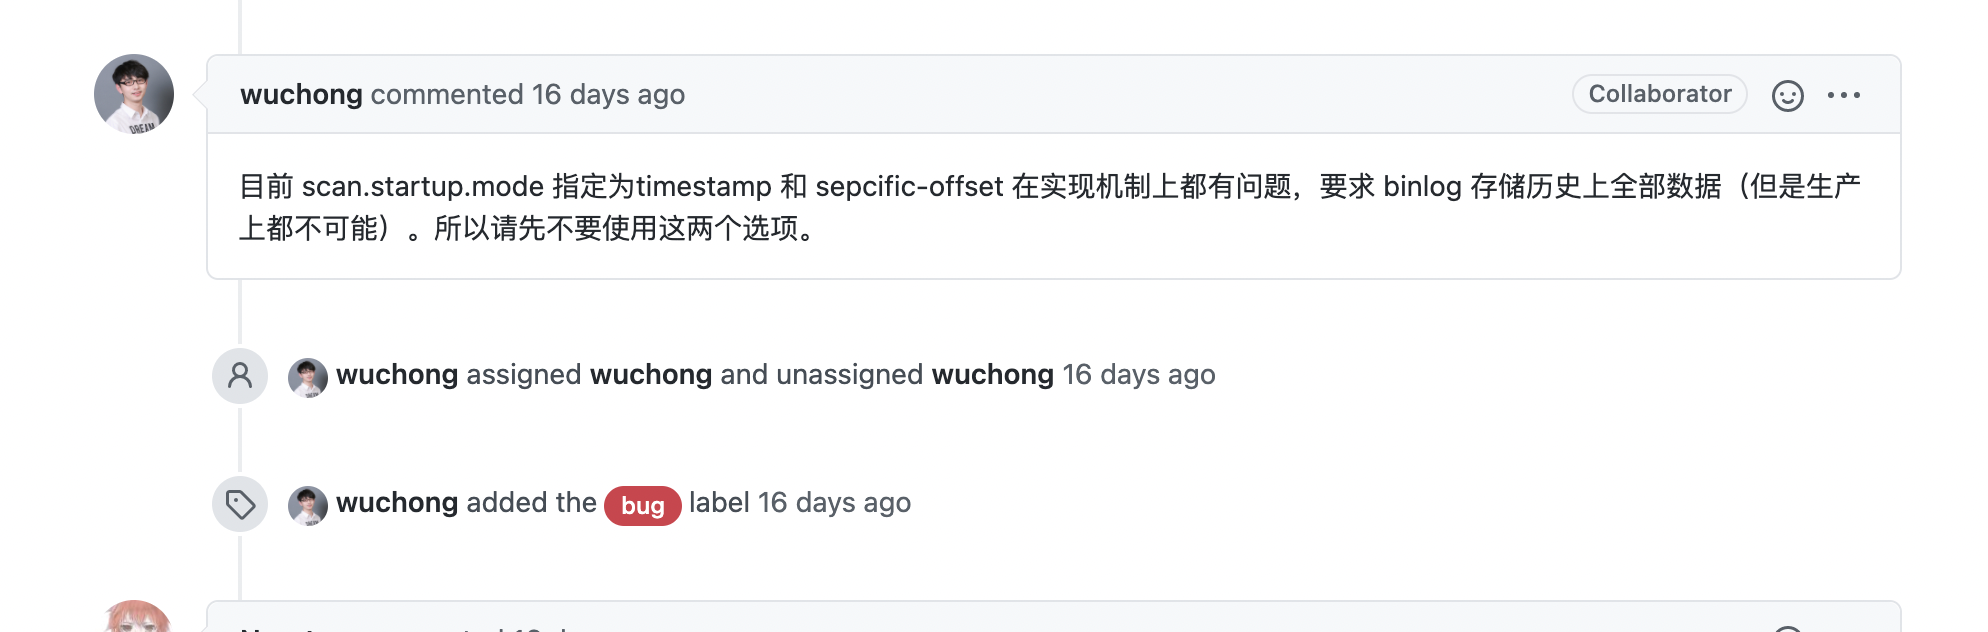 wuchong commented 16 days ago
Collaborator
目前 scan.startup.mode 指定为timestamp 和 sepcific-offset 在实现机制上都有问题，要求 binlog 存储历史上全部数据（但是生产
上都不可能）。所以请先不要使用这两个选项。
wuchong assigned wuchong and unassigned wuchong 16 days ago
wuchong added the bug label 16 days ago